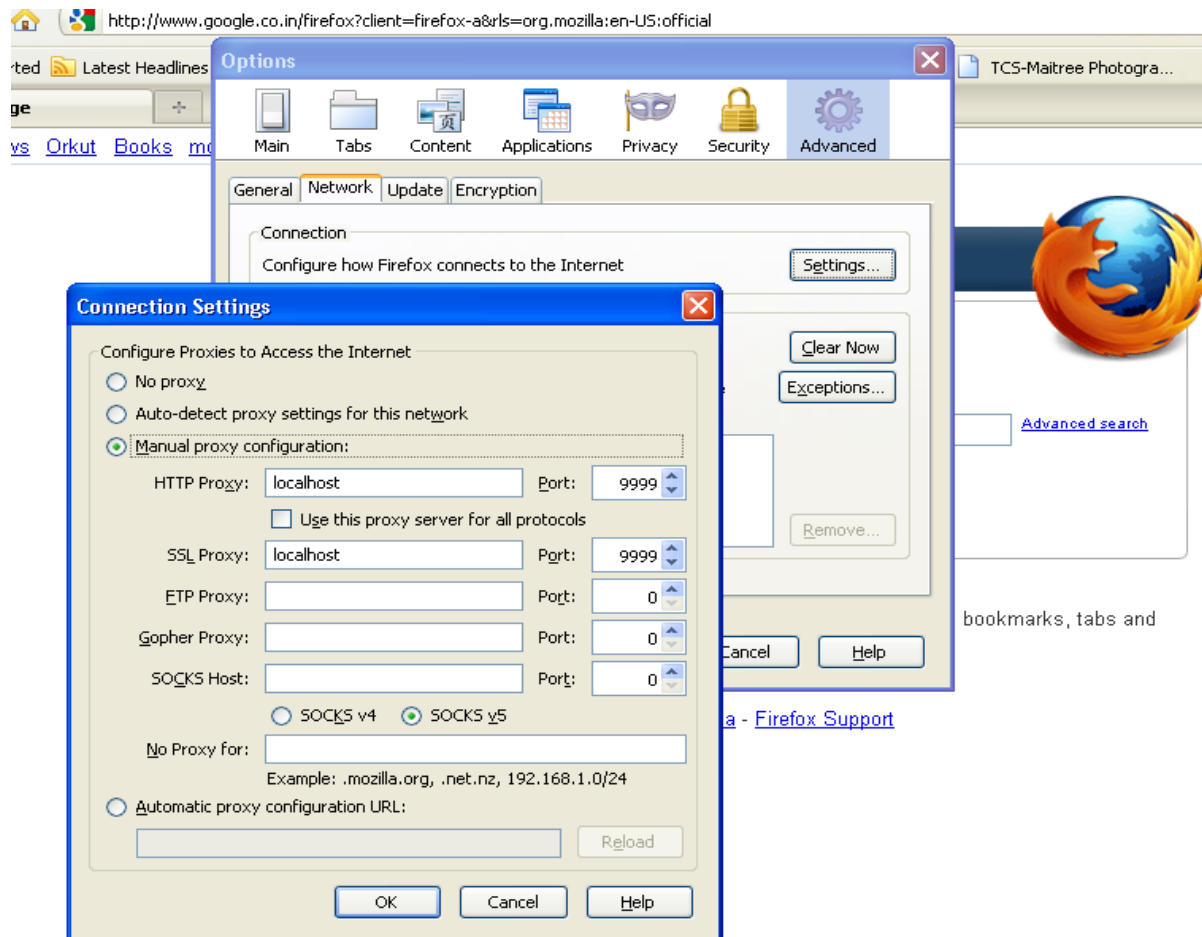 http://www.google.co.in/firefox?client=firefox-a&rls=org.mozilla:en-US:official
rted Latest Headlines TCS-Maitree Photogra...
ge
vs Orkut Books mo
Options
Main Tabs Content Applications Privacy Security Advanced
页
General Network Update Encryption
Connection
Configure how Firefox connects to the Internet Settings...
Clear Now
Exceptions...
Remove...
Cancel Help
Advanced search
bookmarks, tabs and
a - Firefox Support
Connection Settings
Configure Proxies to Access the Internet
No proxy
Auto-detect proxy settings for this network
Manual proxy configuration:
HTTP Proxy: localhost Port: 9999
Use this proxy server for all protocols
SSL Proxy: localhost Port: 9999
FTP Proxy: Port: 0
Gopher Proxy: Port: 0
SOCKS Host: Port: 0
SOCKS v4 SOCKS v5
No Proxy for:
Example: .mozilla.org, .net.nz, 192.168.1.0/24
Automatic proxy configuration URL:
Reload
OK Cancel Help